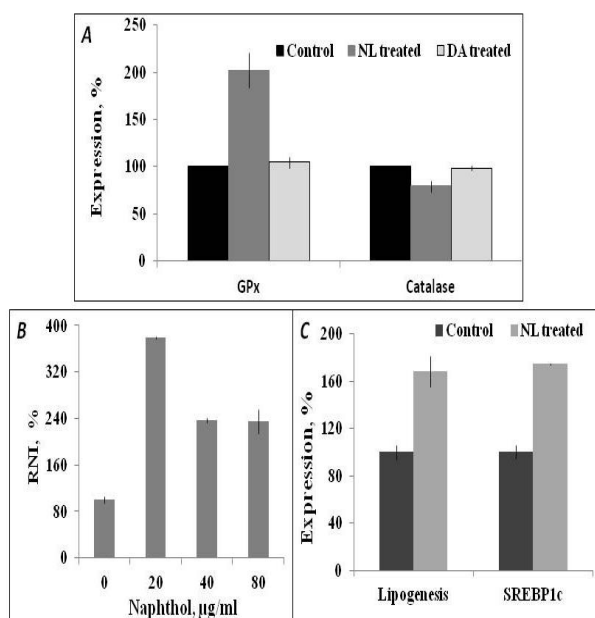 A
Control NL treated DA treated
Expression, %
250
200
150
100
50
0
GPx Catalase
B
RNI, %
400
320
240
160
80
0
0 20 40 80
Naphthol, µg/ml
C
Control NL treated
Expression, %
200
160
120
80
40
0
Lipogenesis SREBP1c